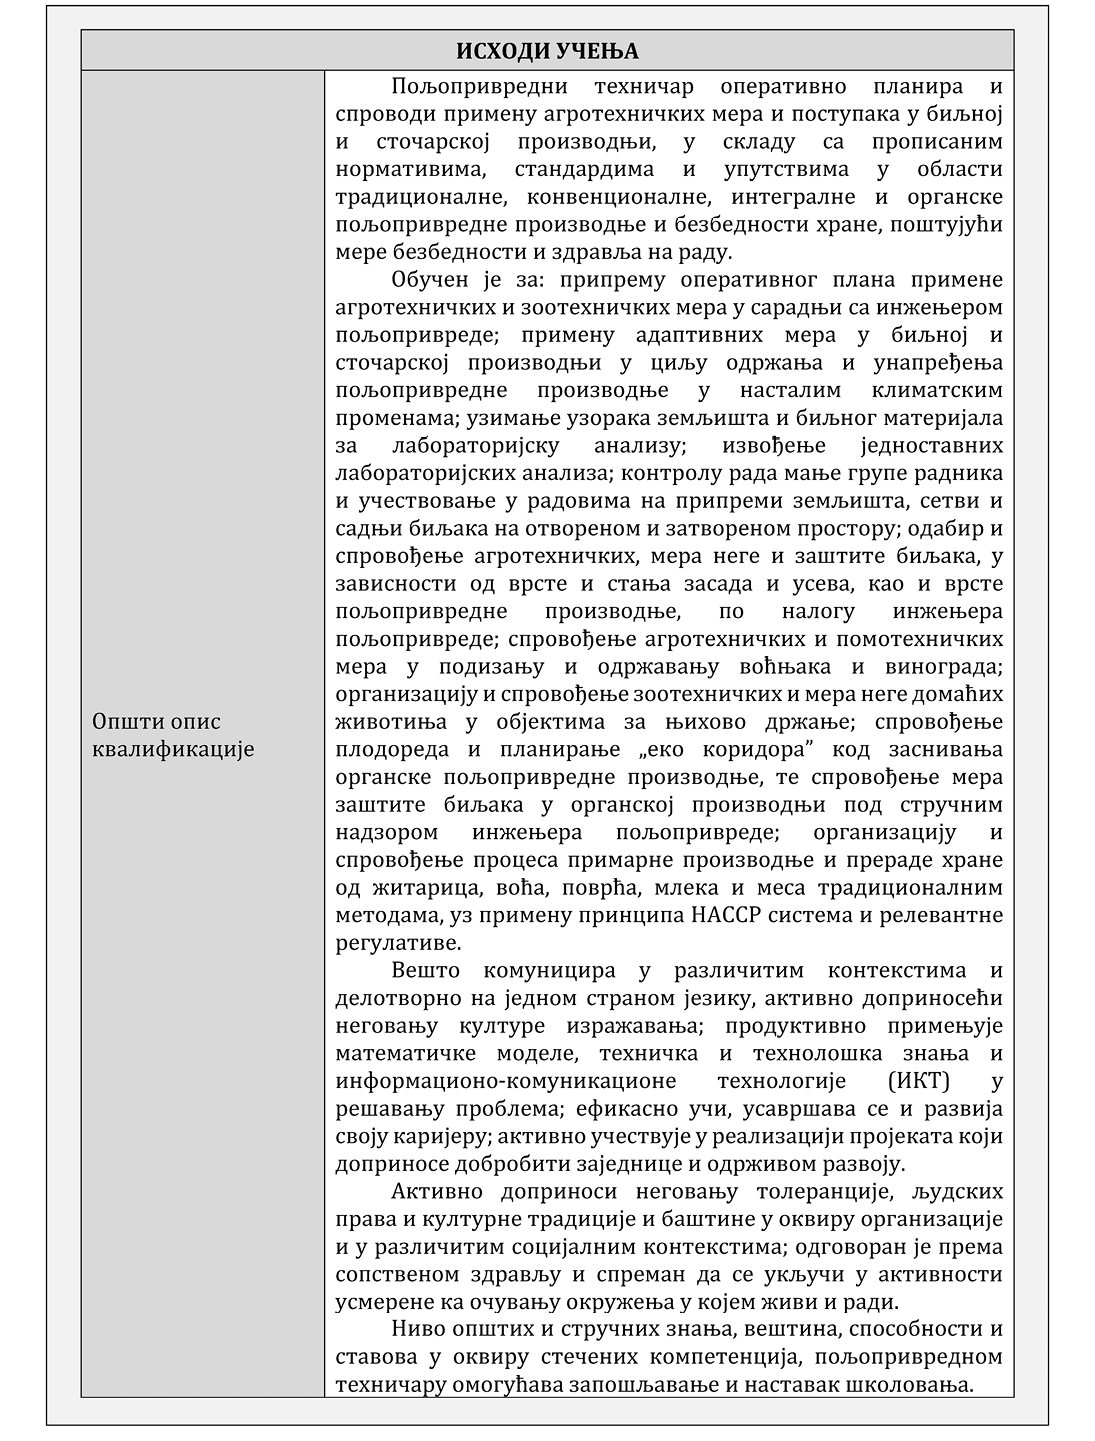 ИСХОДИ УЧЕЊА
Општи опис
квалификације
Пољопривредни техничар оперативно планира и
спроводи примену агротехничких мера и поступака у биљној
и сточарској производњи, у складу са прописаним
нормативима, стандардима и упутствима у области
традиционалне, конвенционалне, интегралне и органске
пољопривредне производње и безбедности хране, поштујући
мере безбедности и здравља на раду.
Обучен је за: припрему оперативног плана примене
агротехничких и зоотехничких мера у сарадњи са инжењером
пољопривреде; примену адаптивних мера у биљној и
сточарској производњи у циљу одржања и унапређења
пољопривредне производње у насталим климатским
променама; узимање узорака земљишта и биљног материјала
за лабораторијску анализу; извођење једноставних
лабораторијских анализа; контролу рада мање групе радника
и учествовање у радовима на припреми земљишта, сетви и
садњи биљака на отвореном и затвореном простору; одабир и
спровођење агротехничких, мера неге и заштите биљака, у
зависности од врсте и стања засада и усева, као и врсте
пољопривредне производње, по налогу инжењера
пољопривреде; спровођење агротехничких и помотехничких
мера у подизању и одржавању воћњака и винограда;
организацију и спровођење зоотехничких и мера неге домаћих
животиња у објектима за њихово држање; спровођење
плодореда и планирање „еко коридора” код заснивања
органске пољопривредне производње, те спровођење мера
заштите биљака у органској производњи под стручним
надзором инжењера пољопривреде; организацију и
спровођење процеса примарне производње и прераде хране
од житарица, воћа, поврћа, млека и меса традиционалним
методама, уз примену принципа НАССР система и релевантне
регулативе.
Вешто комуницира у различитим контекстима и
делотворно на једном страном језику, активно доприносећи
неговању културе изражавања; продуктивно примењује
математичке моделе, техничка и технолошка знања и
информационо-комуникационе технологије (ИКТ) у
решавању проблема; ефикасно учи, усавршава се и развија
своју каријеру; активно учествује у реализацији пројеката који
доприносе добробити заједнице и одрживом развоју.
Активно доприноси неговању толеранције, људских
права и културне традиције и баштине у оквиру организације
и у различитим социјалним контекстима; одговоран је према
сопственом здрављу и спреман да се укључи у активности
усмерене ка очувању окружења у којем живи и ради.
Ниво општих и стручних знања, вештина, способности и
ставова у оквиру стечених компетенција, пољопривредном
техничару омогућава запошљавање и наставак школовања.